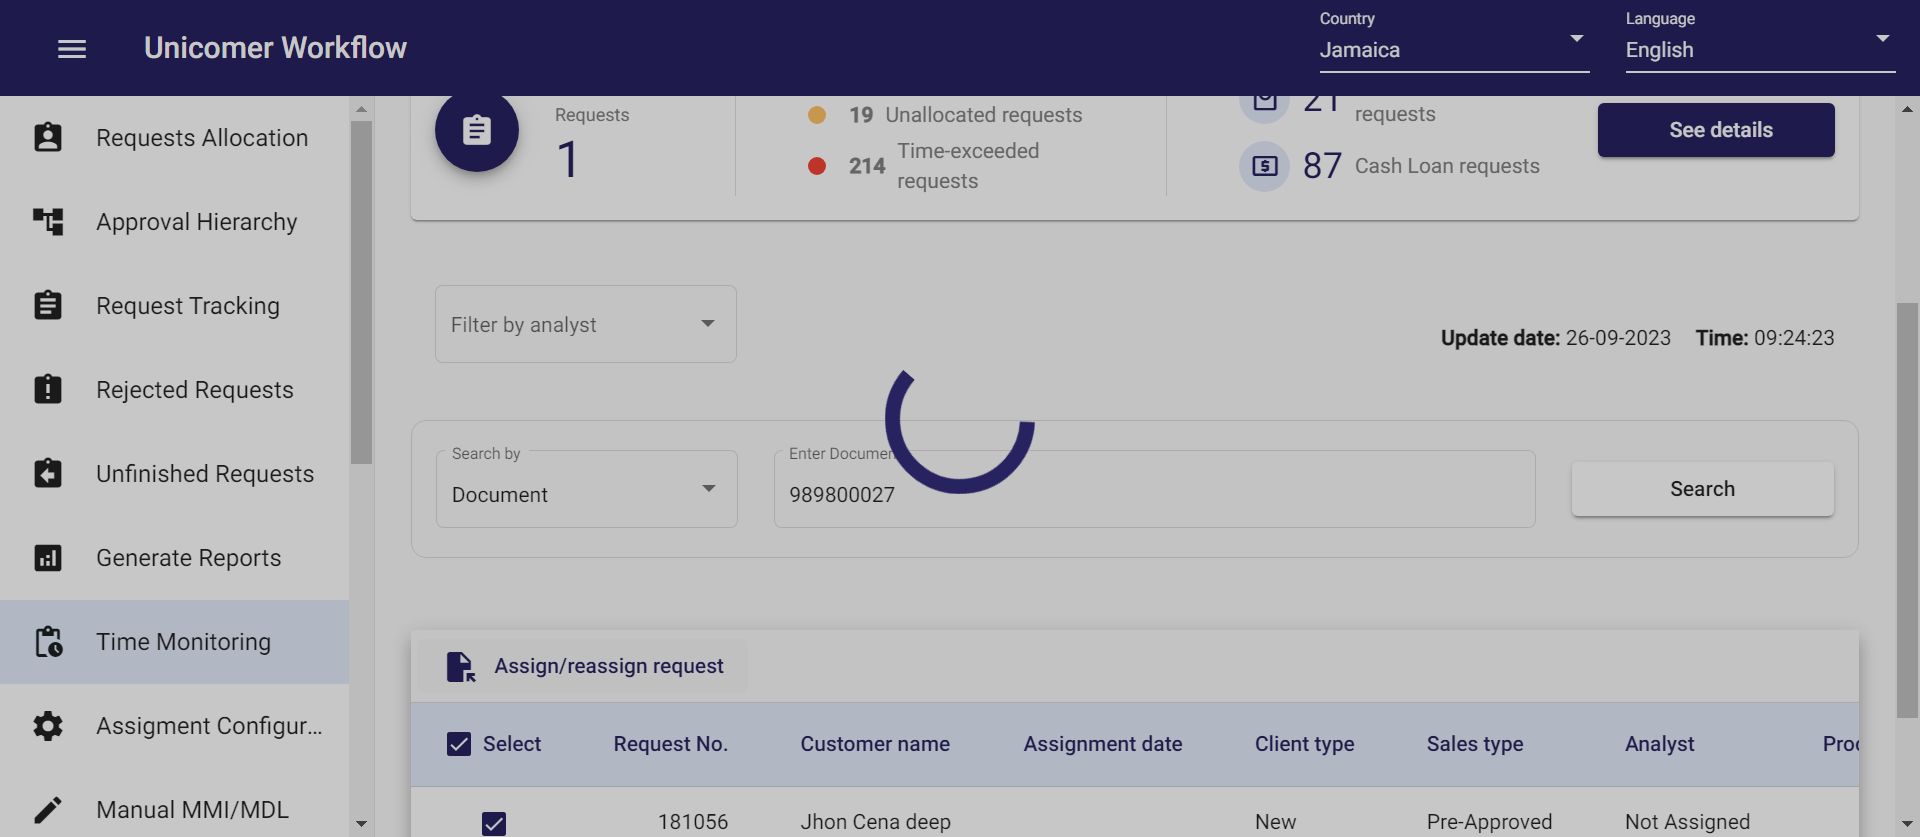 Unicomer Workflow
Country
Jamaica
Language
English
Requests Allocation
Approval Hierarchy
Request Tracking
Rejected Requests
Unfinished Requests
Generate Reports
Time Monitoring
Assigment Configur...
Manual MMI/MDL
Requests
1
19 Unallocated requests
214 Time-exceeded
requests
21 requests
87 Cash Loan requests
See details
Filter by analyst
Update date: 26-09-2023 Time: 09:24:23
Search by
Document
Enter Documen
989800027
Search
Assign/reassign request
Select Request No. Customer name Assignment date Client type Sales type Analyst
181056 Jhon Cena deep New Pre-Approved Not Assigned